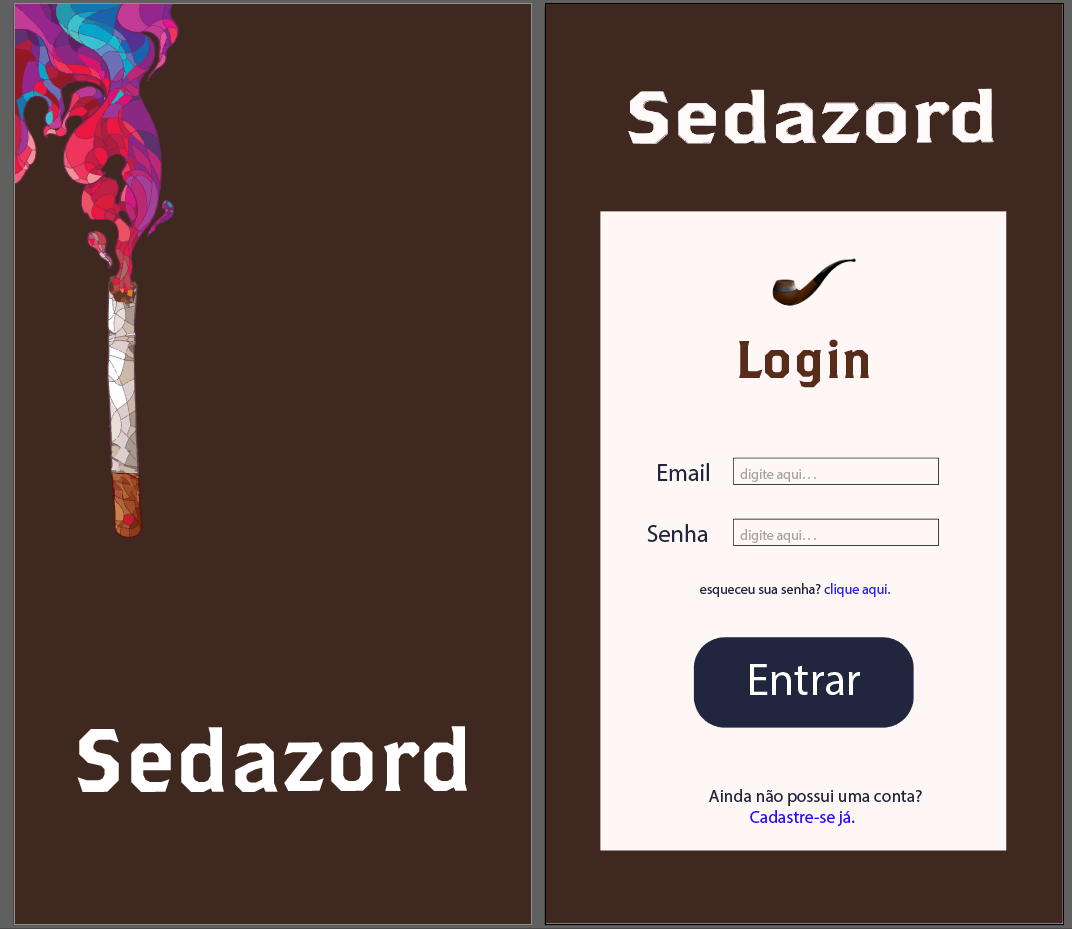 Sedazord
Sedazord
Login
Email digite aqui...
Senha digite aqui...
esqueceu sua senha? clique aqui.
Entrar
Ainda não possui uma conta?
Cadastre-se já.